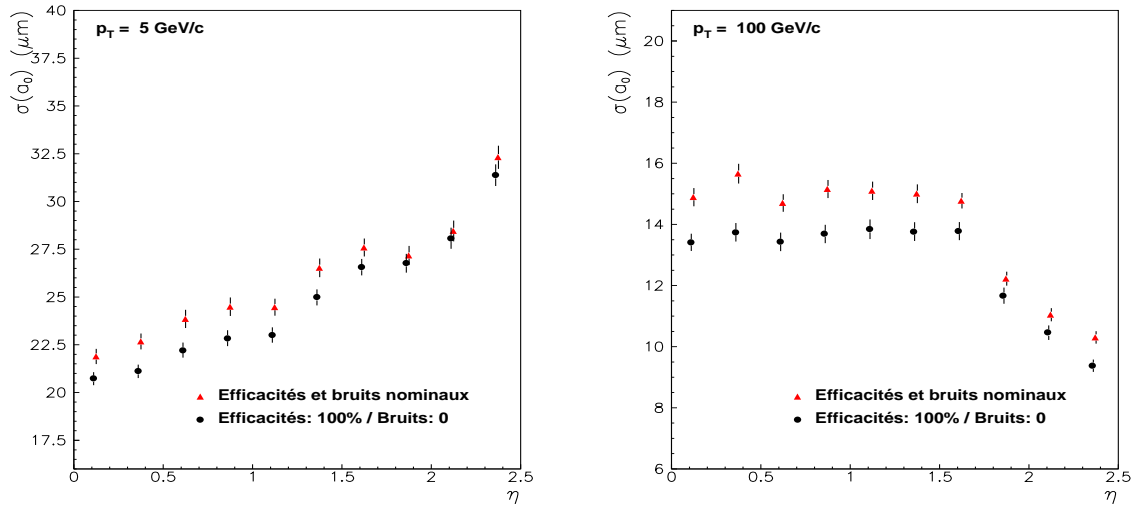 σ(a₀) (μm)
40
37.5
35
32.5
30
27.5
25
22.5
20
17.5
p_T = 5 GeV/c
▲ Efficacités et bruits nominaux
● Efficacités: 100% / Bruits: 0
0 0.5 1 1.5 2 2.5
η
σ(a₀) (μm)
20
18
16
14
12
10
8
6
p_T = 100 GeV/c
▲ Efficacités et bruits nominaux
● Efficacités: 100% / Bruits: 0
0 0.5 1 1.5 2 2.5
η